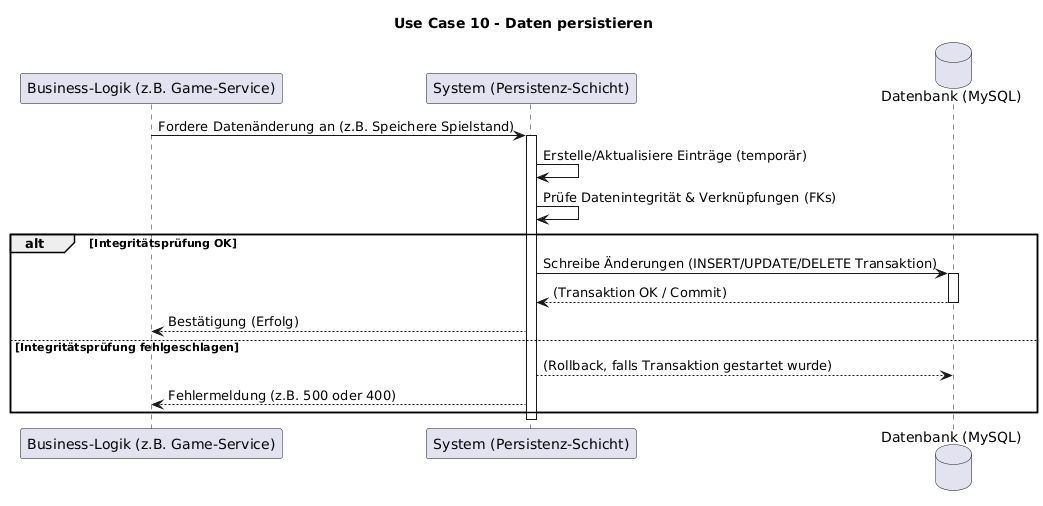 Use Case 10 - Daten persistieren
Business-Logik (z.B. Game-Service)
System (Persistenz-Schicht)
Datenbank (MySQL)
Fordere Datenänderung an (z.B. Speichere Spielstand)
Erstelle/Aktualisiere Einträge (temporär)
Prüfe Datenintegrität & Verknüpfungen (FKs)
alt
[Integritätsprüfung OK]
Schreibe Änderungen (INSERT/UPDATE/DELETE Transaktion)
(Transaktion OK / Commit)
Bestätigung (Erfolg)
[Integritätsprüfung fehlgeschlagen]
(Rollback, falls Transaktion gestartet wurde)
Fehlermeldung (z.B. 500 oder 400)
Business-Logik (z.B. Game-Service)
System (Persistenz-Schicht)
Datenbank (MySQL)